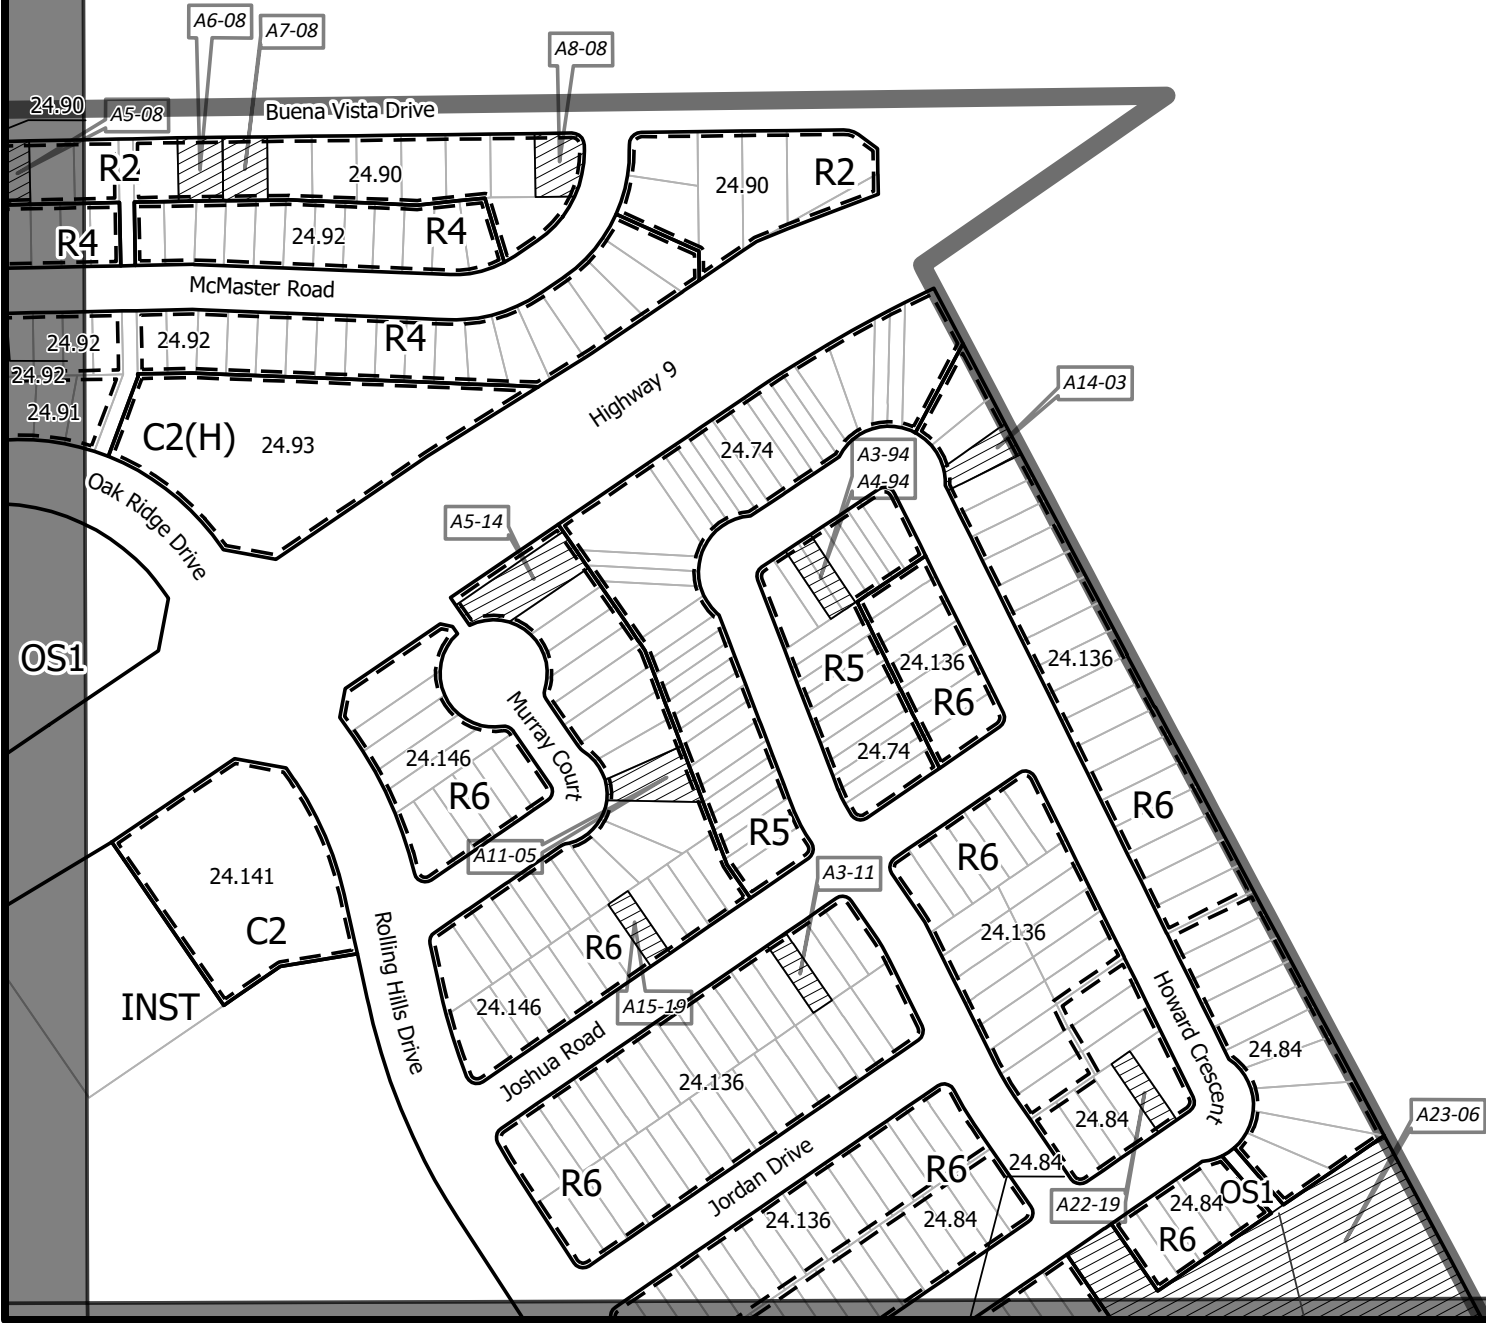 A6-08
A7-08
A8-08
24.90
A5-08
Buena Vista Drive
R2
24.90
24.90
R2
R4
24.92
R4
McMaster Road
24.92
24.92
R4
24.92
24.91
C2(H)
24.93
Highway 9
A14-03
24.74
A3-94
A4-94
Oak Ridge Drive
A5-14
OS1
R5
24.136
R6
24.136
24.74
Murray Court
24.146
R6
R6
R5
A11-05
A3-11
R6
24.141
C2
Rolling Hills Drive
R6
24.136
INST
24.146
A15-19
Joshua Road
Howard Crescent
24.84
24.136
24.84
A23-06
R6
Jordan Drive
R6
24.84
A22-19
24.84
OS1
24.136
24.84
R6